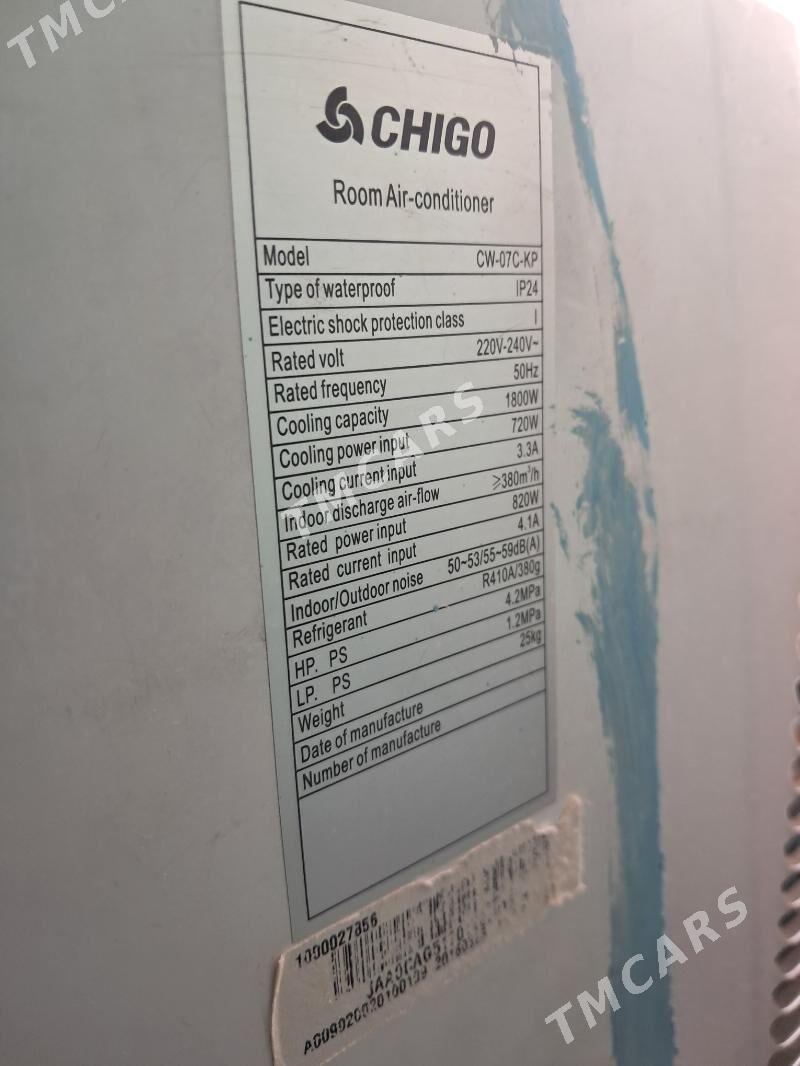 TMCARS
CHIGO
Room Air-conditioner
Model CW-07C-KP
Type of waterproof IP24
Electric shock protection class I
Rated volt 220V-240V~
Rated frequency 50Hz
Cooling capacity 1800W
Cooling power input 720W
Cooling current input 3.3A
Indoor discharge air-flow ≥380m³/h
Rated power input 820W
Rated current input 4.1A
Indoor/Outdoor noise 50~53/55~59dB(A)
Refrigerant R410A/380g
HP. PS 4.2MPa
LP. PS 1.2MPa
Weight 25kg
Date of manufacture
Number of manufacture
TMCARS
1000027856
TMCARS